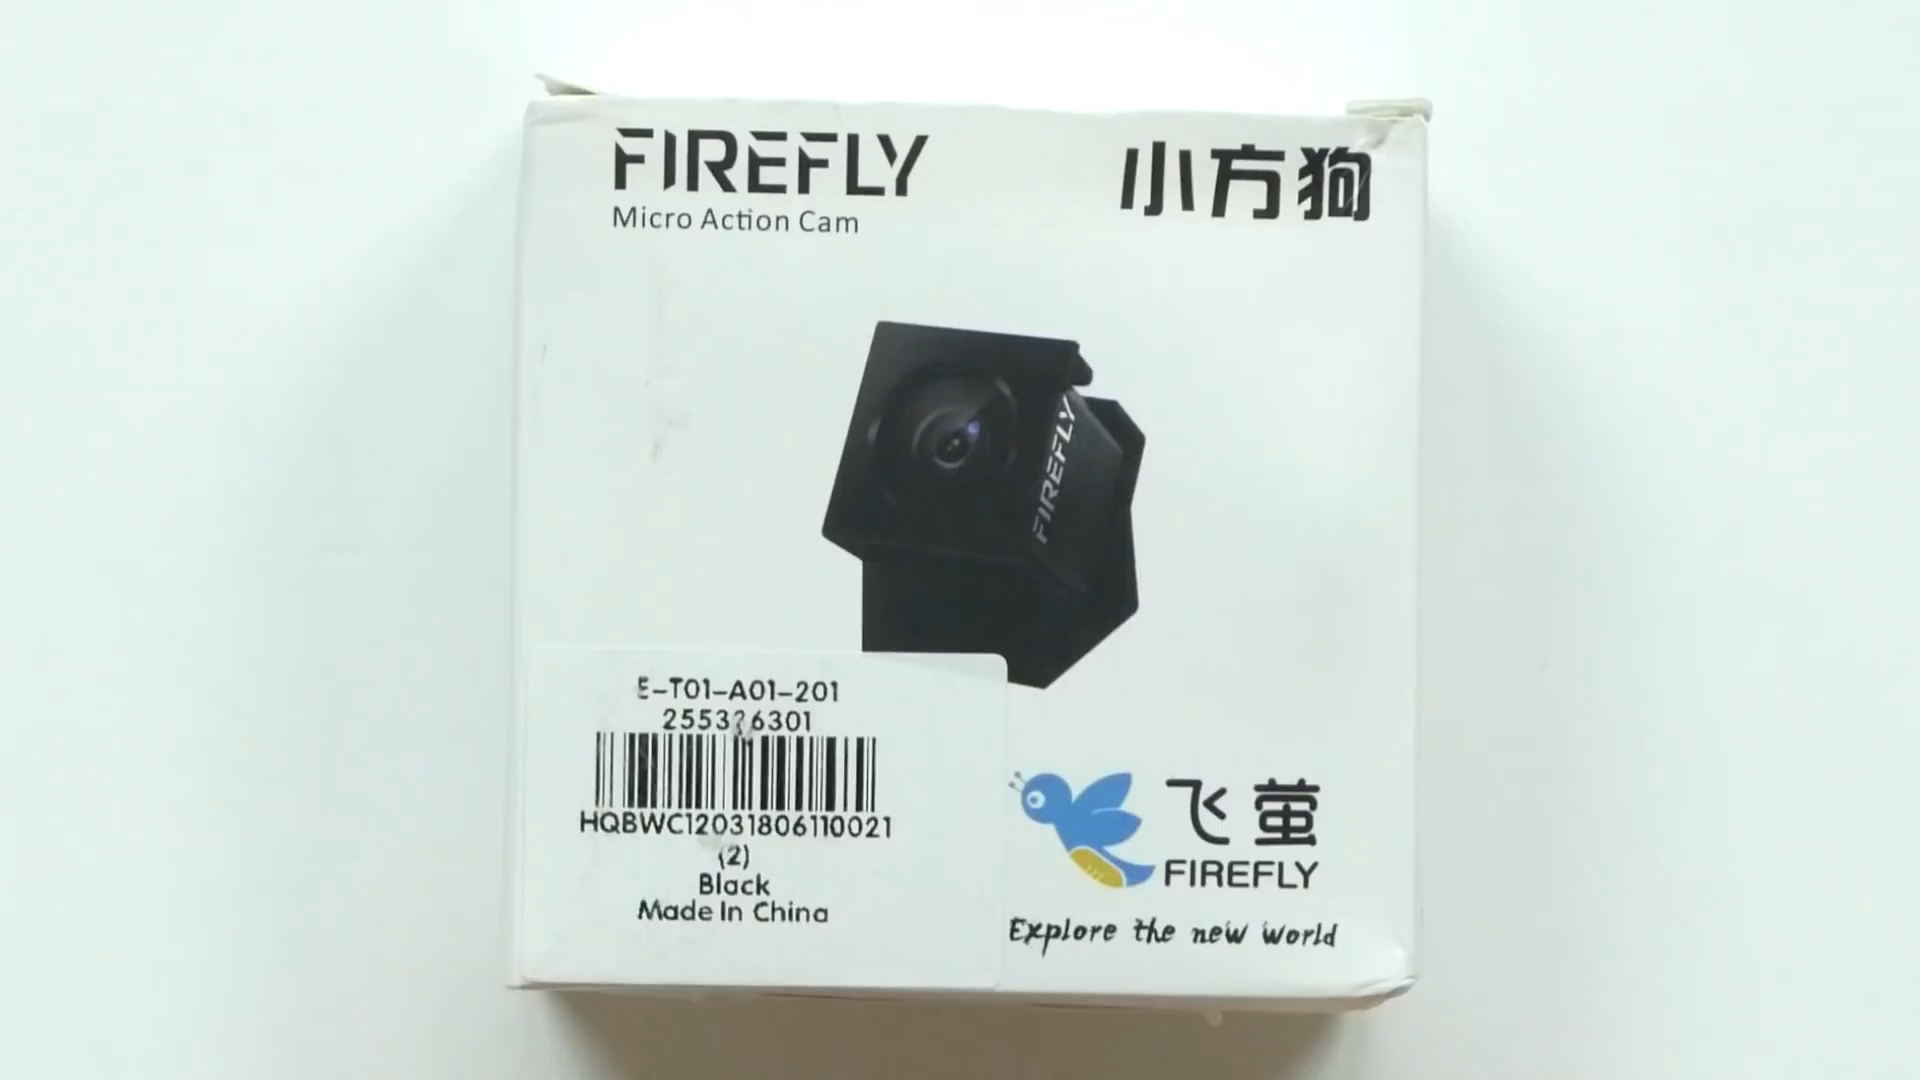 FIREFLY
Micro Action Cam
小方狗
FIREFLY
E-T01-A01-201
HQBWC12031806110021
(2)
Black
Made In China
飞萤
FIREFLY
Explore the new world